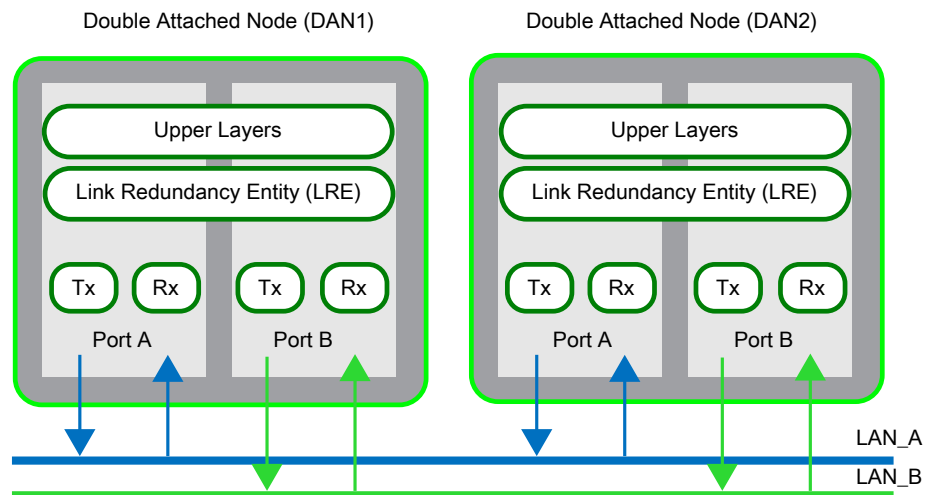 Double Attached Node (DAN1)
Double Attached Node (DAN2)
Upper Layers
Upper Layers
Link Redundancy Entity (LRE)
Link Redundancy Entity (LRE)
Tx
Rx
Tx
Rx
Tx
Rx
Tx
Rx
Port A
Port B
Port A
Port B
LAN_A
LAN_B